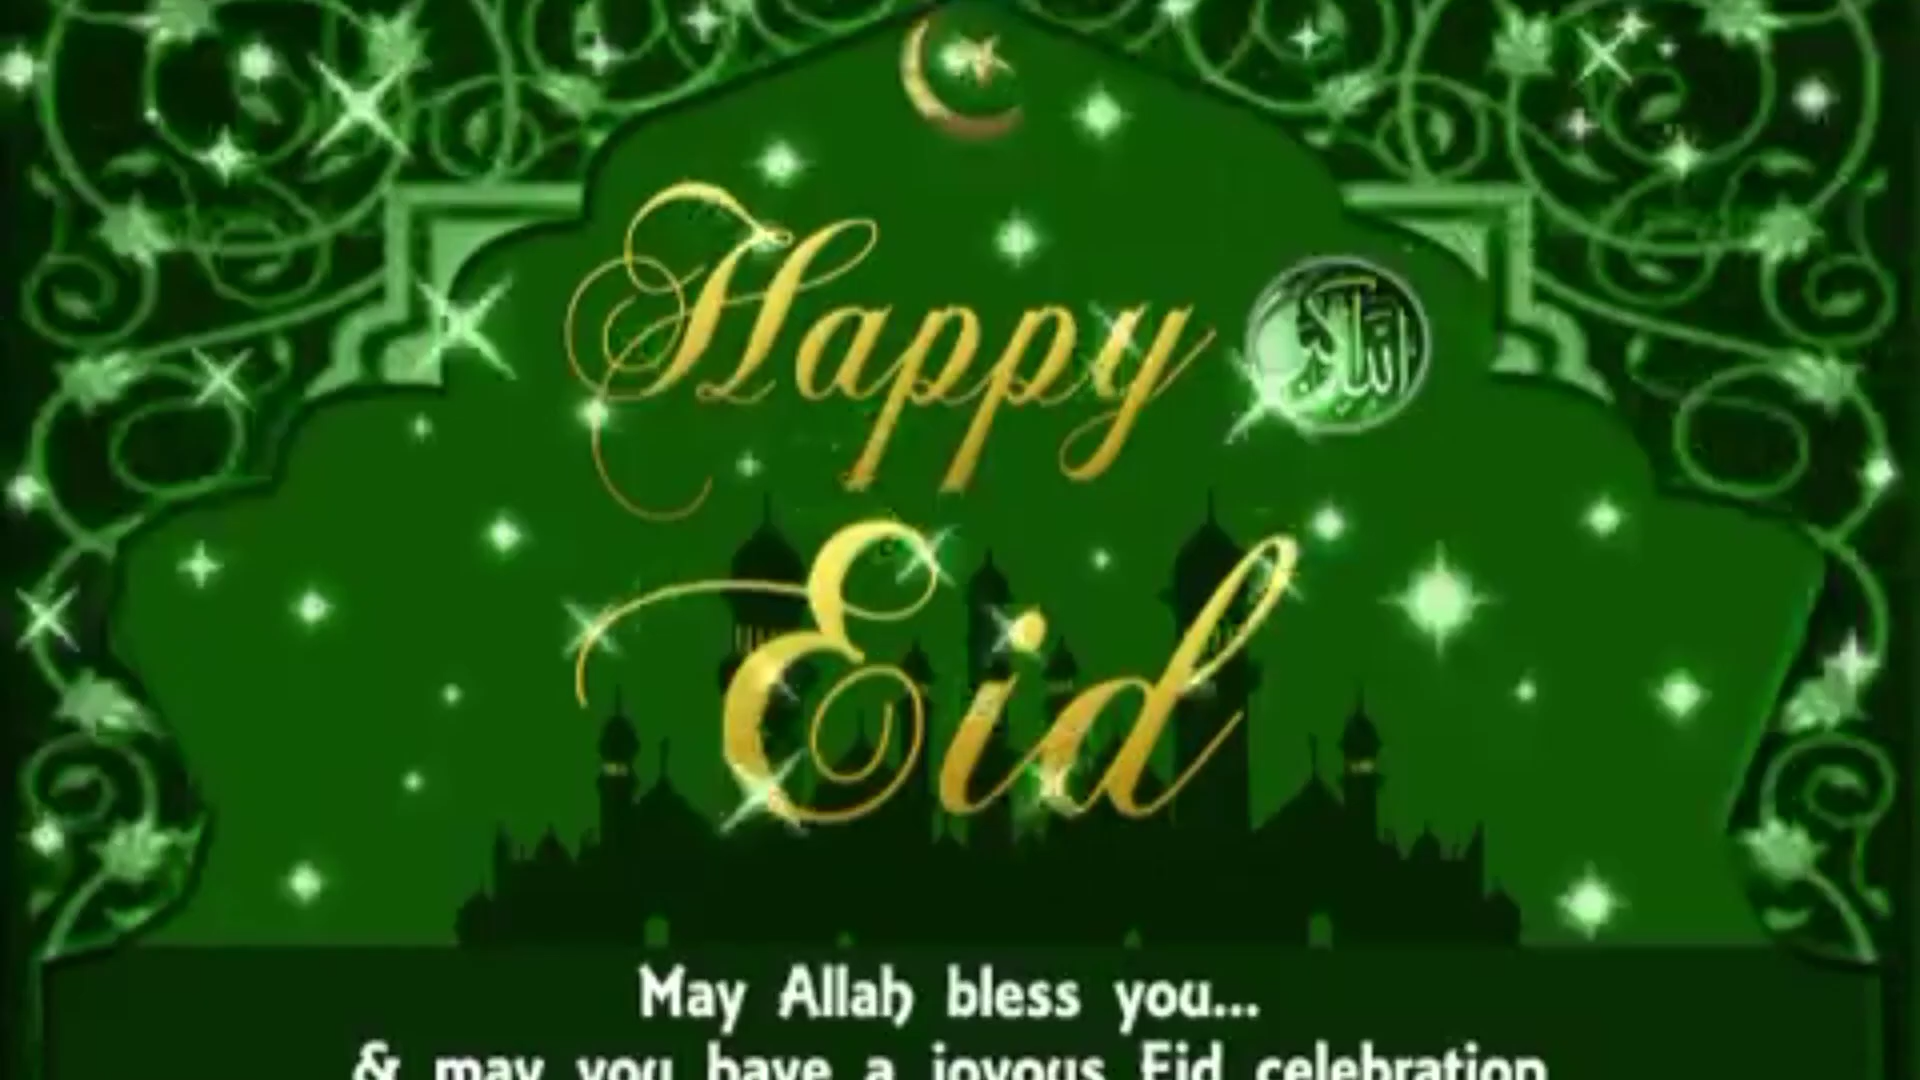 Happy
Eid
May Allah bless you...
& may you have a joyous Eid celebration